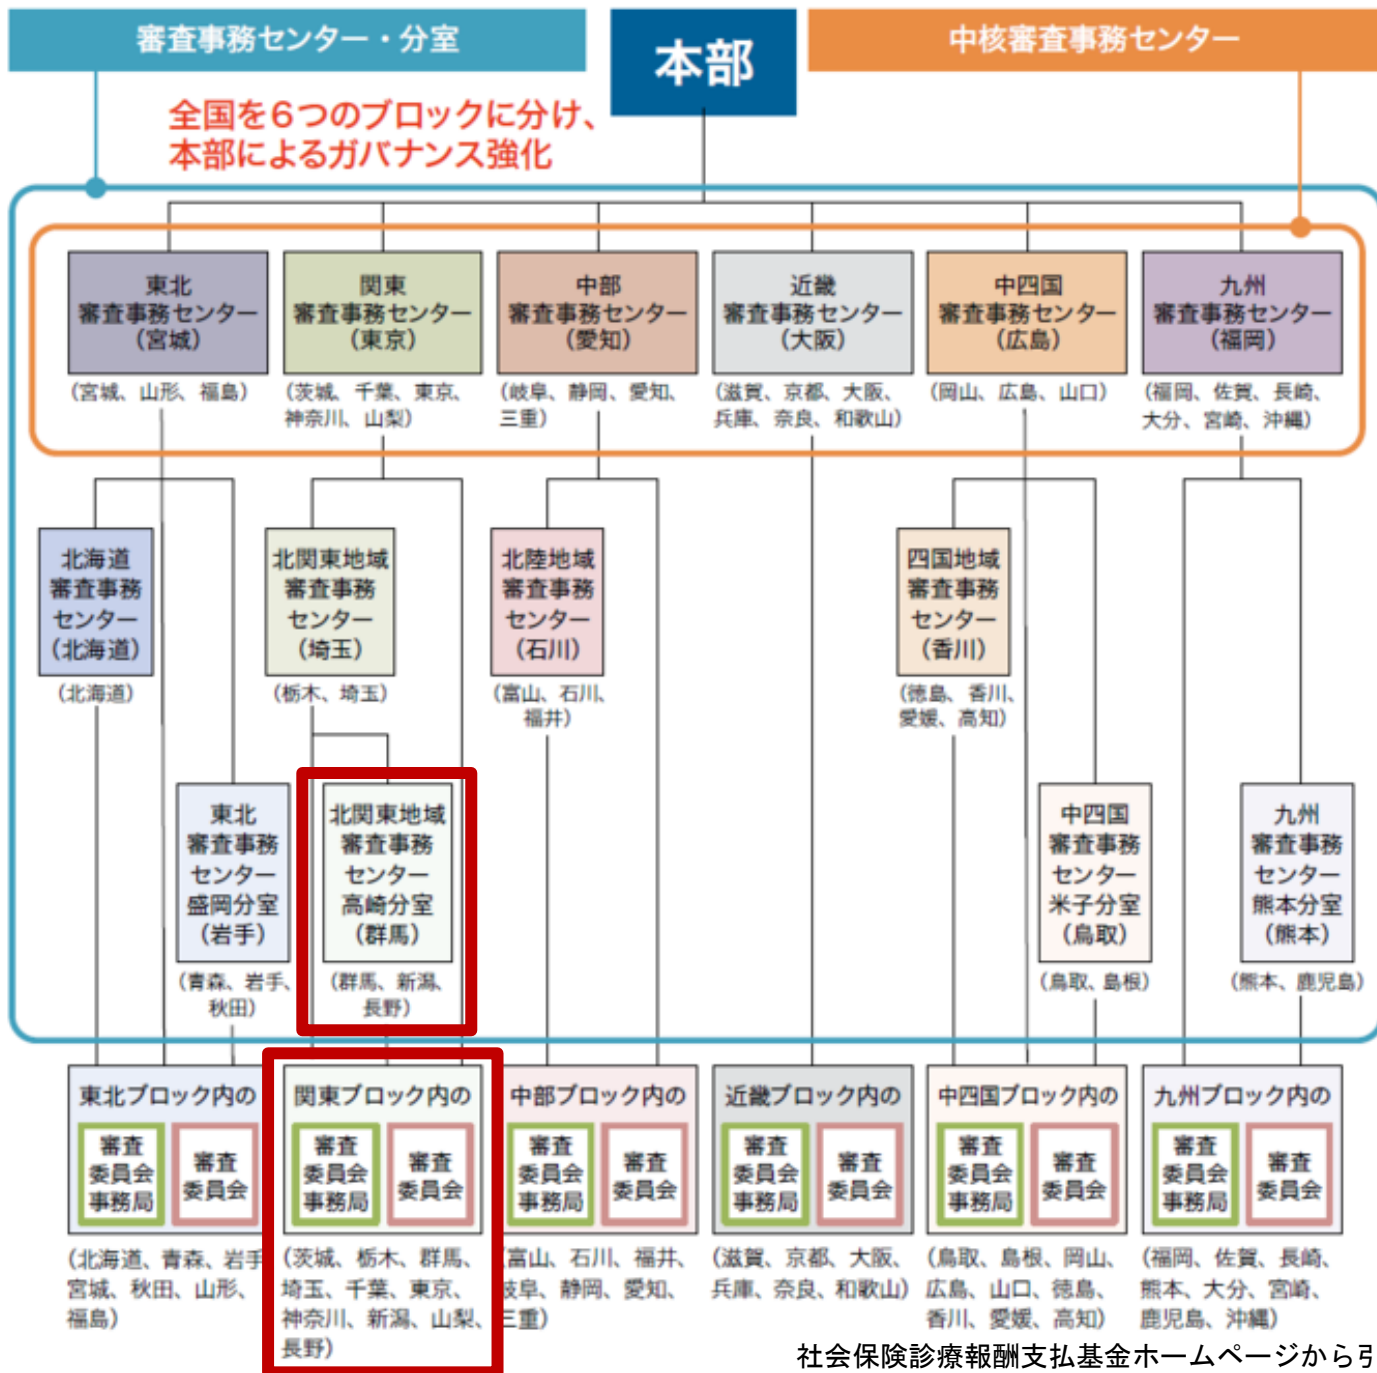 審査事務センター・分室
本部
中核審査事務センター
全国を6つのブロックに分け、
本部によるガバナンス強化
東北
審査事務センター
(宮城)
(宮城、山形、福島)
関東
審査事務センター
(東京)
(茨城、千葉、東京、
神奈川、山梨)
中部
審査事務センター
(愛知)
(岐阜、静岡、愛知、
三重)
近畿
審査事務センター
(大阪)
(滋賀、京都、大阪、
兵庫、奈良、和歌山)
中四国
審査事務センター
(広島)
(岡山、広島、山口)
九州
審査事務センター
(福岡)
(福岡、佐賀、長崎、
大分、宮崎、沖縄)
北海道
審査事務
センター
(北海道)
(北海道)
北関東地域
審査事務
センター
(埼玉)
(栃木、埼玉)
北陸地域
審査事務
センター
(石川)
(富山、石川、
福井)
四国地域
審査事務
センター
(香川)
(徳島、香川、
愛媛、高知)
東北
審査事務
センター
盛岡分室
(岩手)
(青森、岩手、
秋田)
北関東地域
審査事務
センター
高崎分室
(群馬)
(群馬、新潟、
長野)
中四国
審査事務
センター
米子分室
(鳥取)
(鳥取、島根)
九州
審査事務
センター
熊本分室
(熊本)
(熊本、鹿児島)
東北ブロック内の
審査
委員会
事務局
審査
委員会
(北海道、青森、岩手
宮城、秋田、山形、
福島)
関東ブロック内の
審査
委員会
事務局
審査
委員会
(茨城、栃木、群馬、
埼玉、千葉、東京、
神奈川、新潟、山梨、
長野)
中部ブロック内の
審査
委員会
事務局
審査
委員会
富山、石川、福井、
岐阜、静岡、愛知、
三重)
近畿ブロック内の
審査
委員会
事務局
審査
委員会
(滋賀、京都、大阪、
兵庫、奈良、和歌山)
中四国ブロック内の
審査
委員会
事務局
審査
委員会
(鳥取、島根、岡山、
広島、山口、徳島、
香川、愛媛、高知)
九州ブロック内の
審査
委員会
事務局
審査
委員会
(福岡、佐賀、長崎、
熊本、大分、宮崎、
鹿児島、沖縄)
社会保険診療報酬支払基金ホームページから引